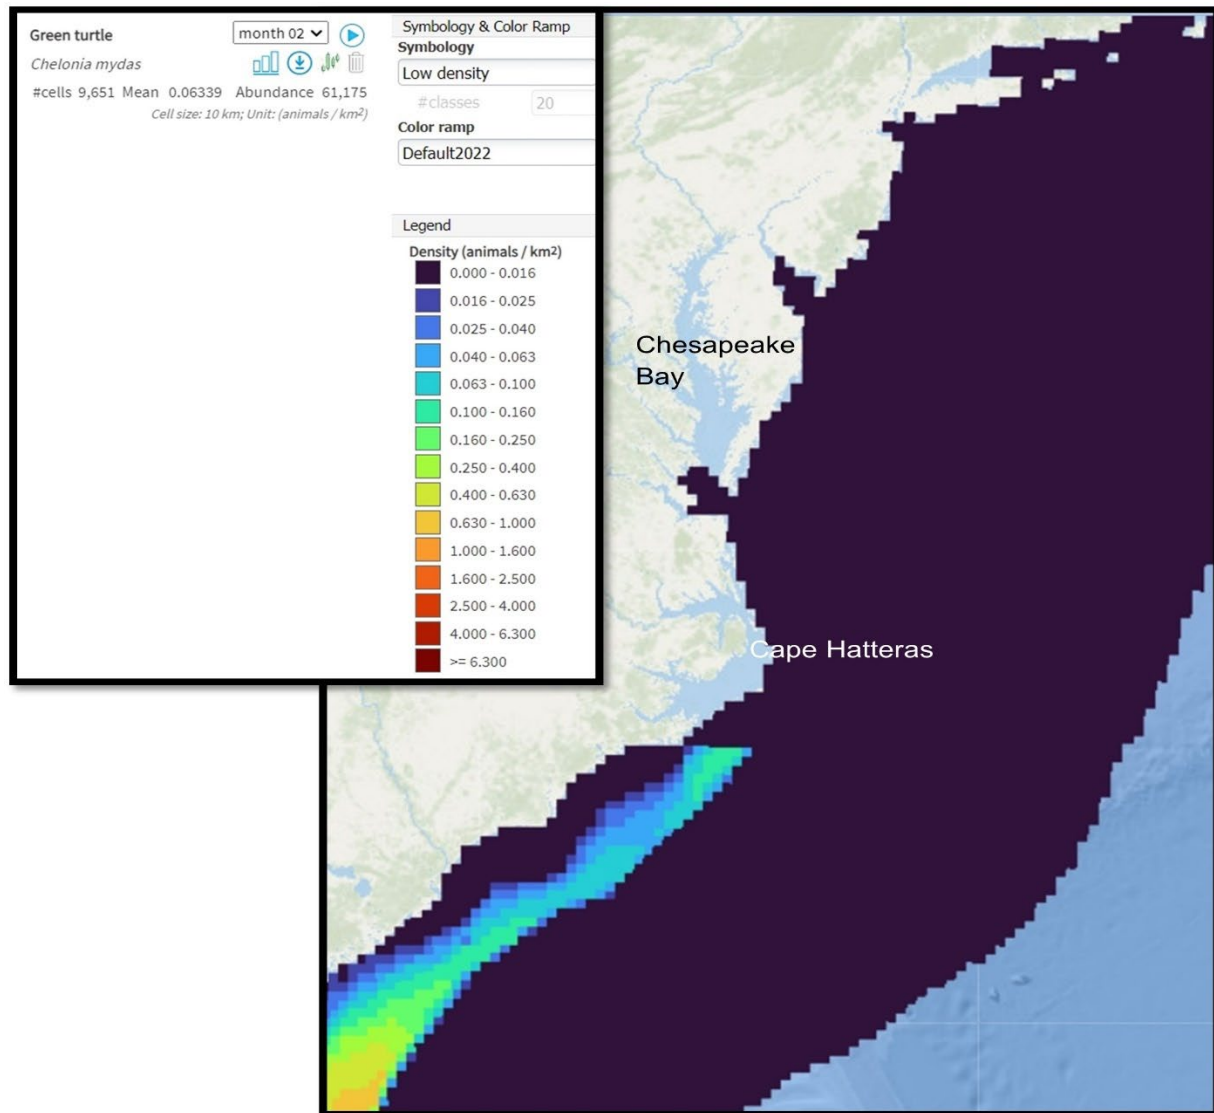 Green turtle
month 02
Chelonia mydas
#cells 9,651 Mean 0.06339 Abundance 61,175
Cell size: 10 km; Unit: (animals / km²)
Symbology & Color Ramp
Symbology
Low density
#classes 20
Color ramp
Default2022
Legend
Density (animals / km²)
0.000 - 0.016
0.016 - 0.025
0.025 - 0.040
0.040 - 0.063
0.063 - 0.100
0.100 - 0.160
0.160 - 0.250
0.250 - 0.400
0.400 - 0.630
0.630 - 1.000
1.000 - 1.600
1.600 - 2.500
2.500 - 4.000
4.000 - 6.300
>= 6.300
Chesapeake
Bay
Cape Hatteras